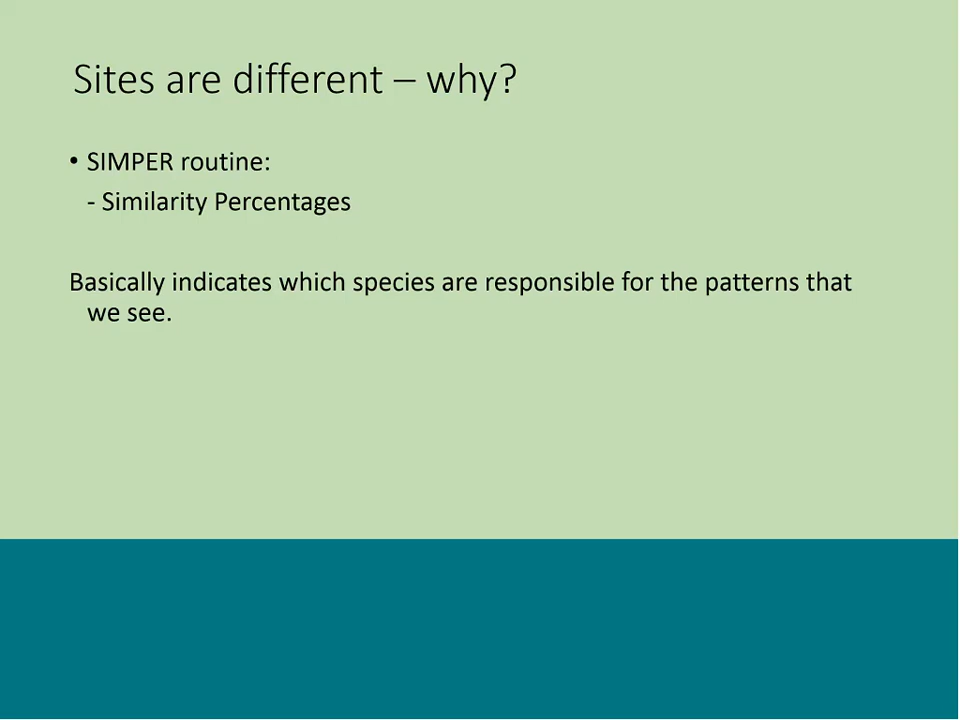 Sites are different – why?
• SIMPER routine:
- Similarity Percentages
Basically indicates which species are responsible for the patterns that
we see.